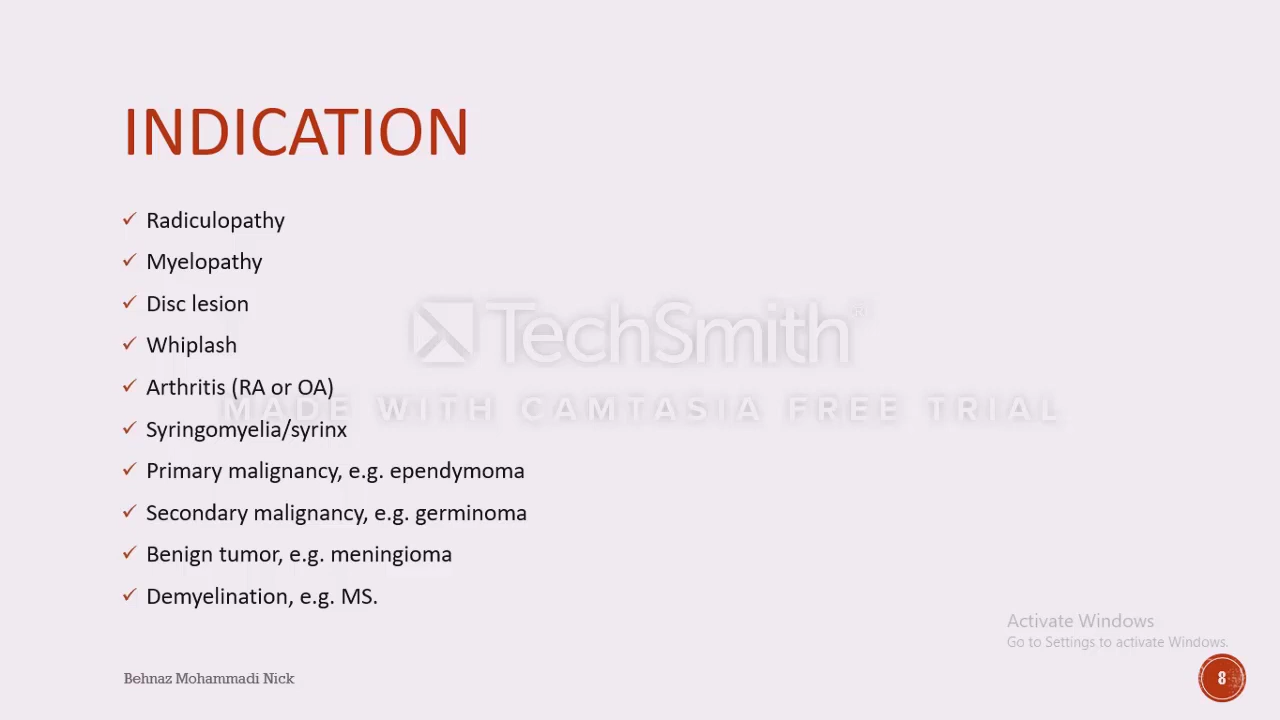 INDICATION
✓ Radiculopathy
✓ Myelopathy
✓ Disc lesion
✓ Whiplash
✓ Arthritis (RA or OA)
✓ Syringomyelia/syrinx
✓ Primary malignancy, e.g. ependymoma
✓ Secondary malignancy, e.g. germinoma
✓ Benign tumor, e.g. meningioma
✓ Demyelination, e.g. MS.
TechSmith®
MADE WITH CAMTASIA FREE TRIAL
Activate Windows
Go to Settings to activate Windows.
Behnaz Mohammadi Nick
8